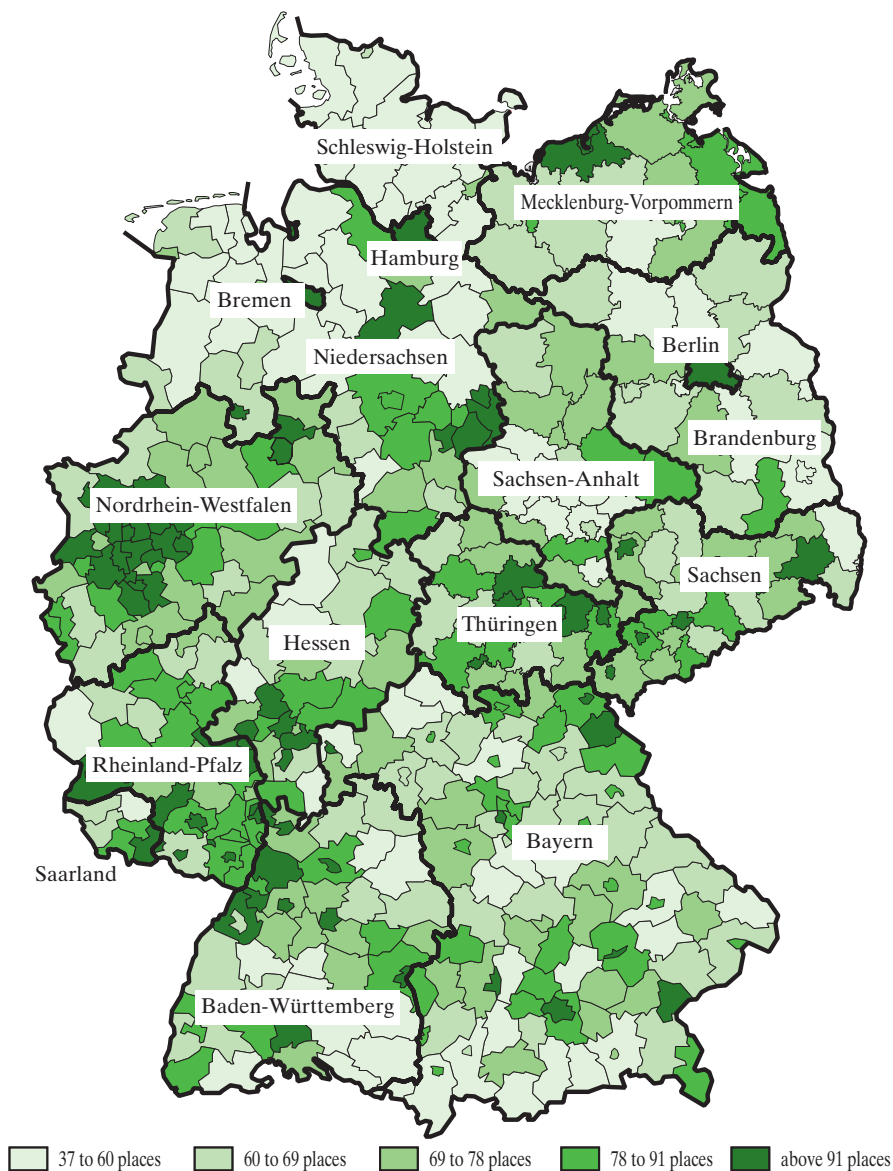 Schleswig-Holstein
Mecklenburg-Vorpommern
Hamburg
Bremen
Niedersachsen
Berlin
Brandenburg
Sachsen-Anhalt
Nordrhein-Westfalen
Sachsen
Thüringen
Hessen
Rheinland-Pfalz
Bayern
Saarland
Baden-Württemberg
37 to 60 places
60 to 69 places
69 to 78 places
78 to 91 places
above 91 places